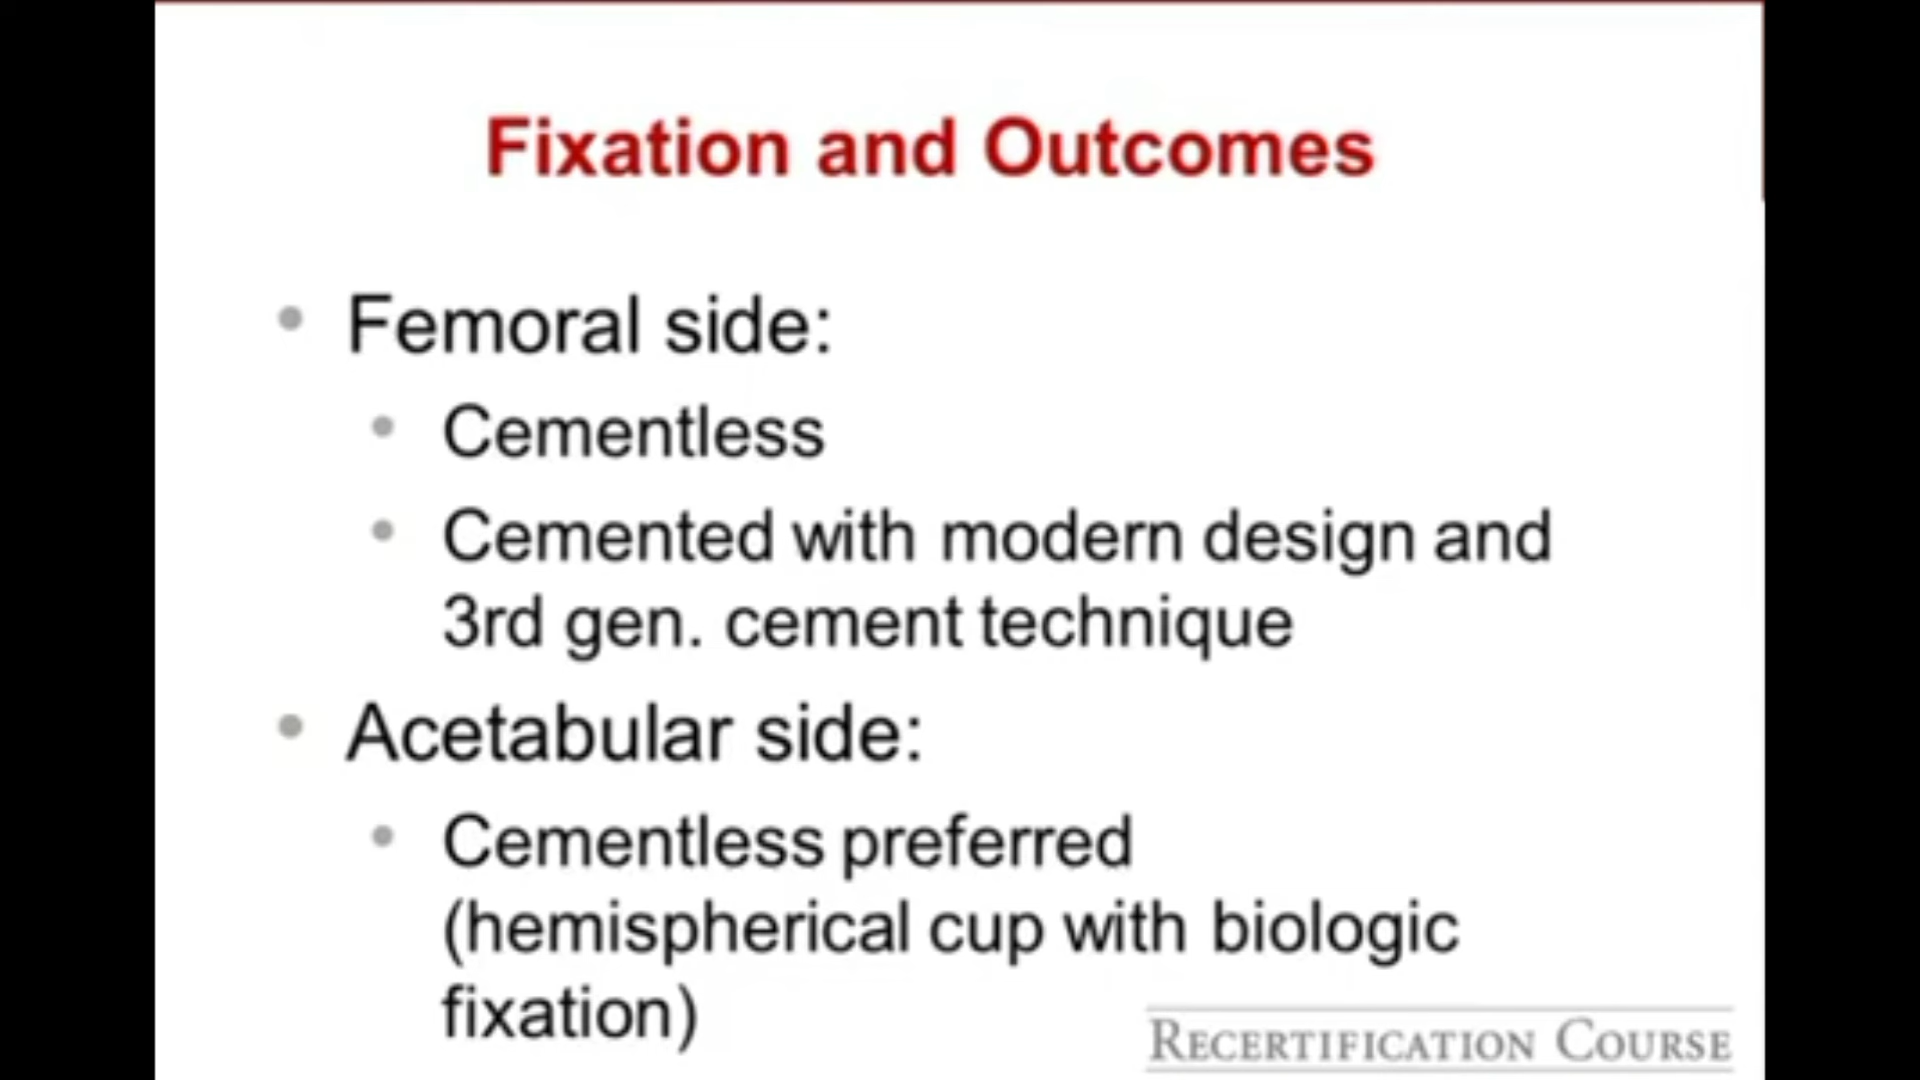 Fixation and Outcomes
Femoral side:
Cementless
Cemented with modern design and
3rd gen. cement technique
Acetabular side:
Cementless preferred
(hemispherical cup with biologic
fixation)
RECERTIFICATION COURSE